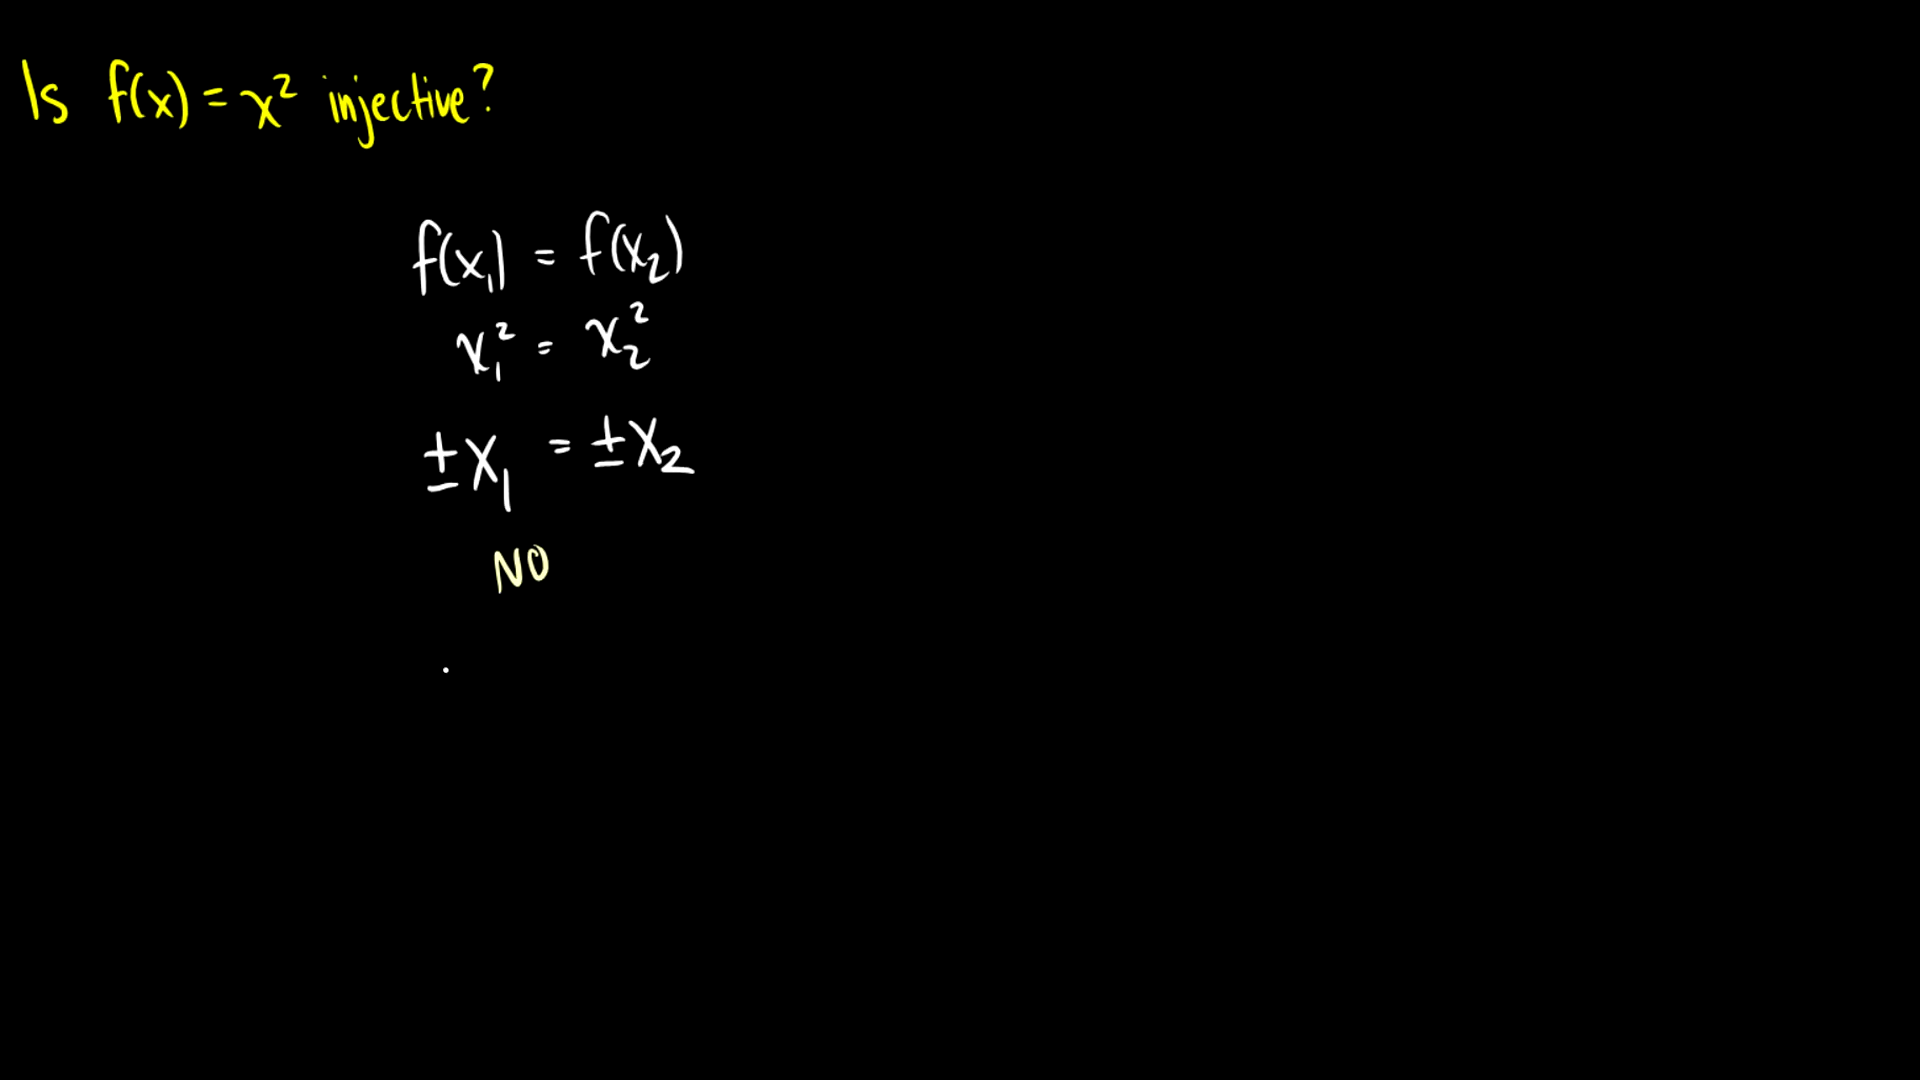 Is f(x) = x² injective?
f(x₁) = f(x₂)
x₁² = x₂²
±x₁ = ±x₂
NO